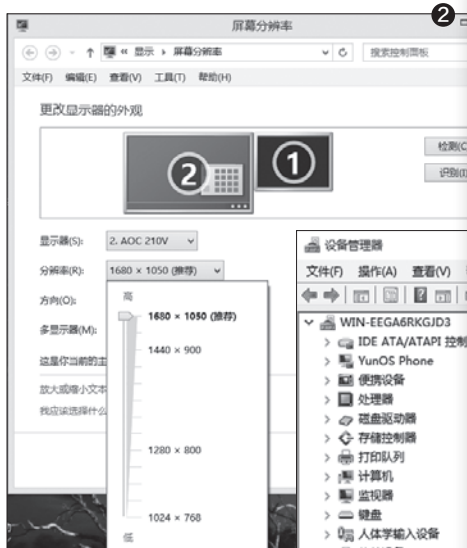 2
屏幕分辨率
显示 屏幕分辨率
搜索控制面板
文件(F) 编辑(E) 查看(V) 工具(T) 帮助(H)
更改显示器的外观
2
1
检测(C
识别(I)
显示器(S): 2. AOC 210V
分辨率(R): 1680 × 1050 (推荐)
方向(O):
多显示器(M):
这是你当前的主
放大或缩小文本
我应该选择什么
高
1680 × 1050 (推荐)
1440 × 900
1280 × 800
1024 × 768
低
设备管理器
文件(F) 操作(A) 查看(V)
WIN-EEGA6RKGJD3
IDE ATA/ATAPI 控制
YunOS Phone
便携设备
处理器
磁盘驱动器
存储控制器
打印队列
计算机
监视器
键盘
人体学输入设备